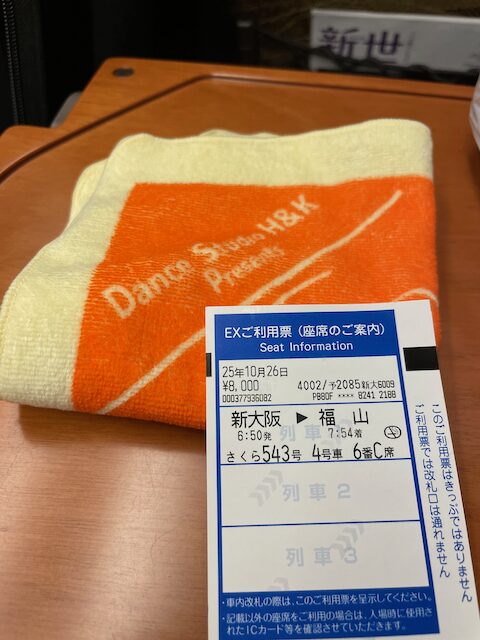 新世
Dance Studio H&K
Presents
EXご利用票（座席のご案内）
Seat Information
25年10月26日
¥8,000 4002/予2085新大6009
000377936082 PBBDF **** 8241 2188
新大阪 ▶ 福山
6:50発 7:54着
さくら543号 4号車 6番C席
列車1
列車2
列車3
・車内改札の際は、このご利用票を呈示してください。
・記載以外の座席をご利用の場合は、入場時に使用さ
れたICカード等を確認させていただきます。
このご利用票はきっぷではありません
ご利用票では改札口は通れません